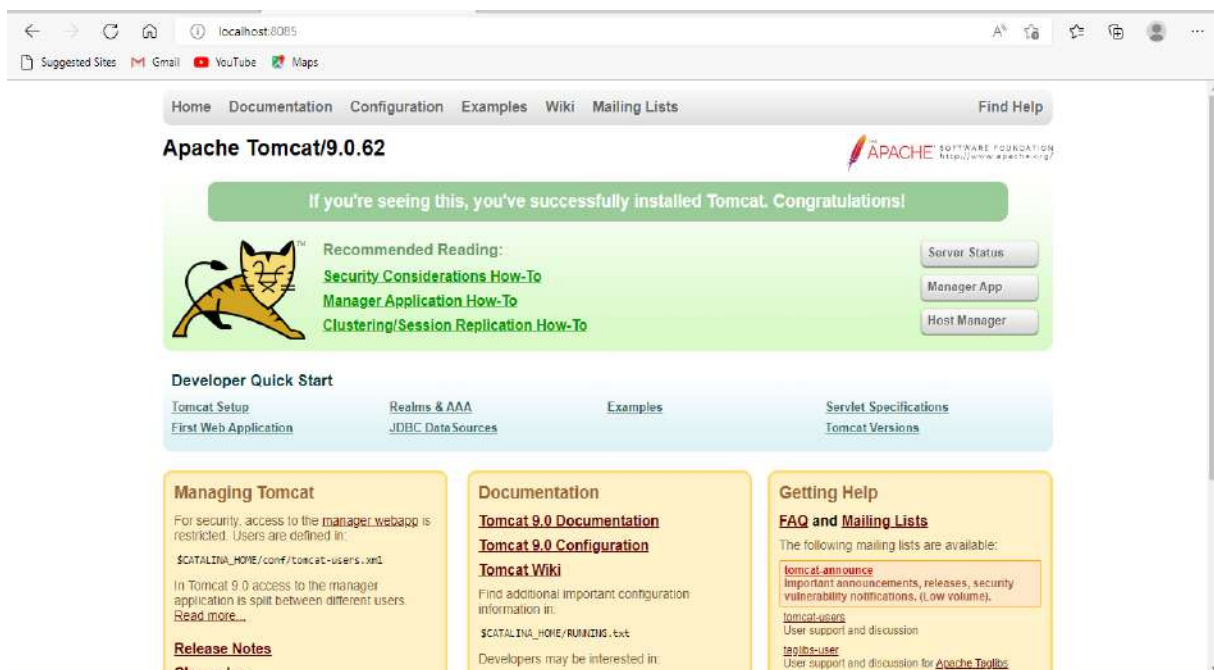 localhost:8085
Suggested Sites Gmail YouTube Maps
Home Documentation Configuration Examples Wiki Mailing Lists Find Help
Apache Tomcat/9.0.62
THE
APACHE SOFTWARE FOUNDATION
http://www.apache.org/
If you're seeing this, you've successfully installed Tomcat. Congratulations!
TM
Recommended Reading:
Security Considerations How-To
Manager Application How-To
Clustering/Session Replication How-To
Server Status
Manager App
Host Manager
Developer Quick Start
Tomcat Setup
First Web Application
Realms & AAA
JDBC DataSources
Examples
Servlet Specifications
Tomcat Versions
Managing Tomcat
For security, access to the manager webapp is
restricted. Users are defined in:
$CATALINA_HOME/conf/tomcat-users.xml
In Tomcat 9.0 access to the manager
application is split between different users.
Read more...
Release Notes
Documentation
Tomcat 9.0 Documentation
Tomcat 9.0 Configuration
Tomcat Wiki
Find additional important configuration
information in:
$CATALINA_HOME/RUNNING.txt
Developers may be interested in:
Getting Help
FAQ and Mailing Lists
The following mailing lists are available:
tomcat-announce
Important announcements, releases, security
vulnerability notifications. (Low volume).
tomcat-users
User support and discussion
taglibs-user
User support and discussion for Apache Taglibs